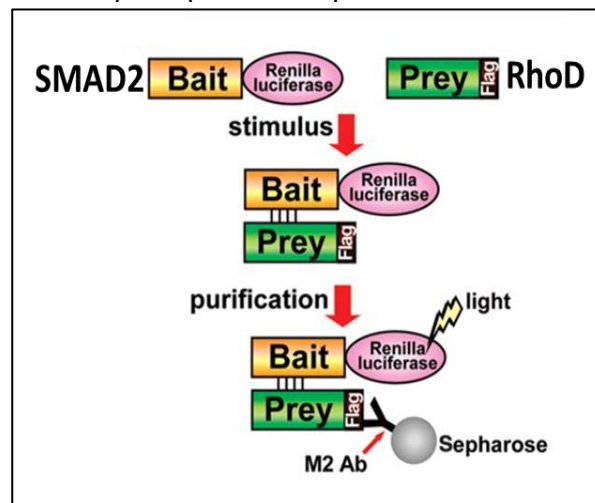 SMAD2 Bait Renilla luciferase Prey Flag RhoD
stimulus
Bait Renilla luciferase
Prey Flag
purification
light
Bait Renilla luciferase
Prey Flag
Sepharose
M2 Ab